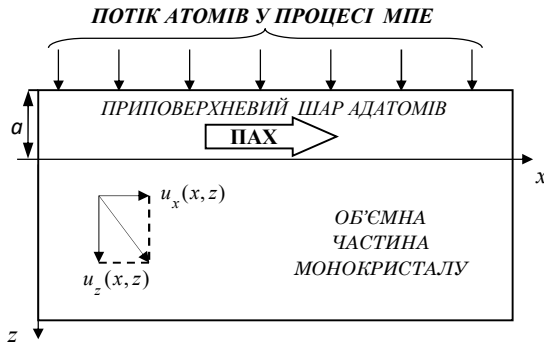 ПОТІК АТОМІВ У ПРОЦЕСІ МПЕ
ПРИПОВЕРХНЕВИЙ ШАР АДАТОМІВ
a
ПАХ
x
u_x(x,z)
ОБ'ЄМНА
ЧАСТИНА
МОНОКРИСТАЛУ
u_z(x,z)
z